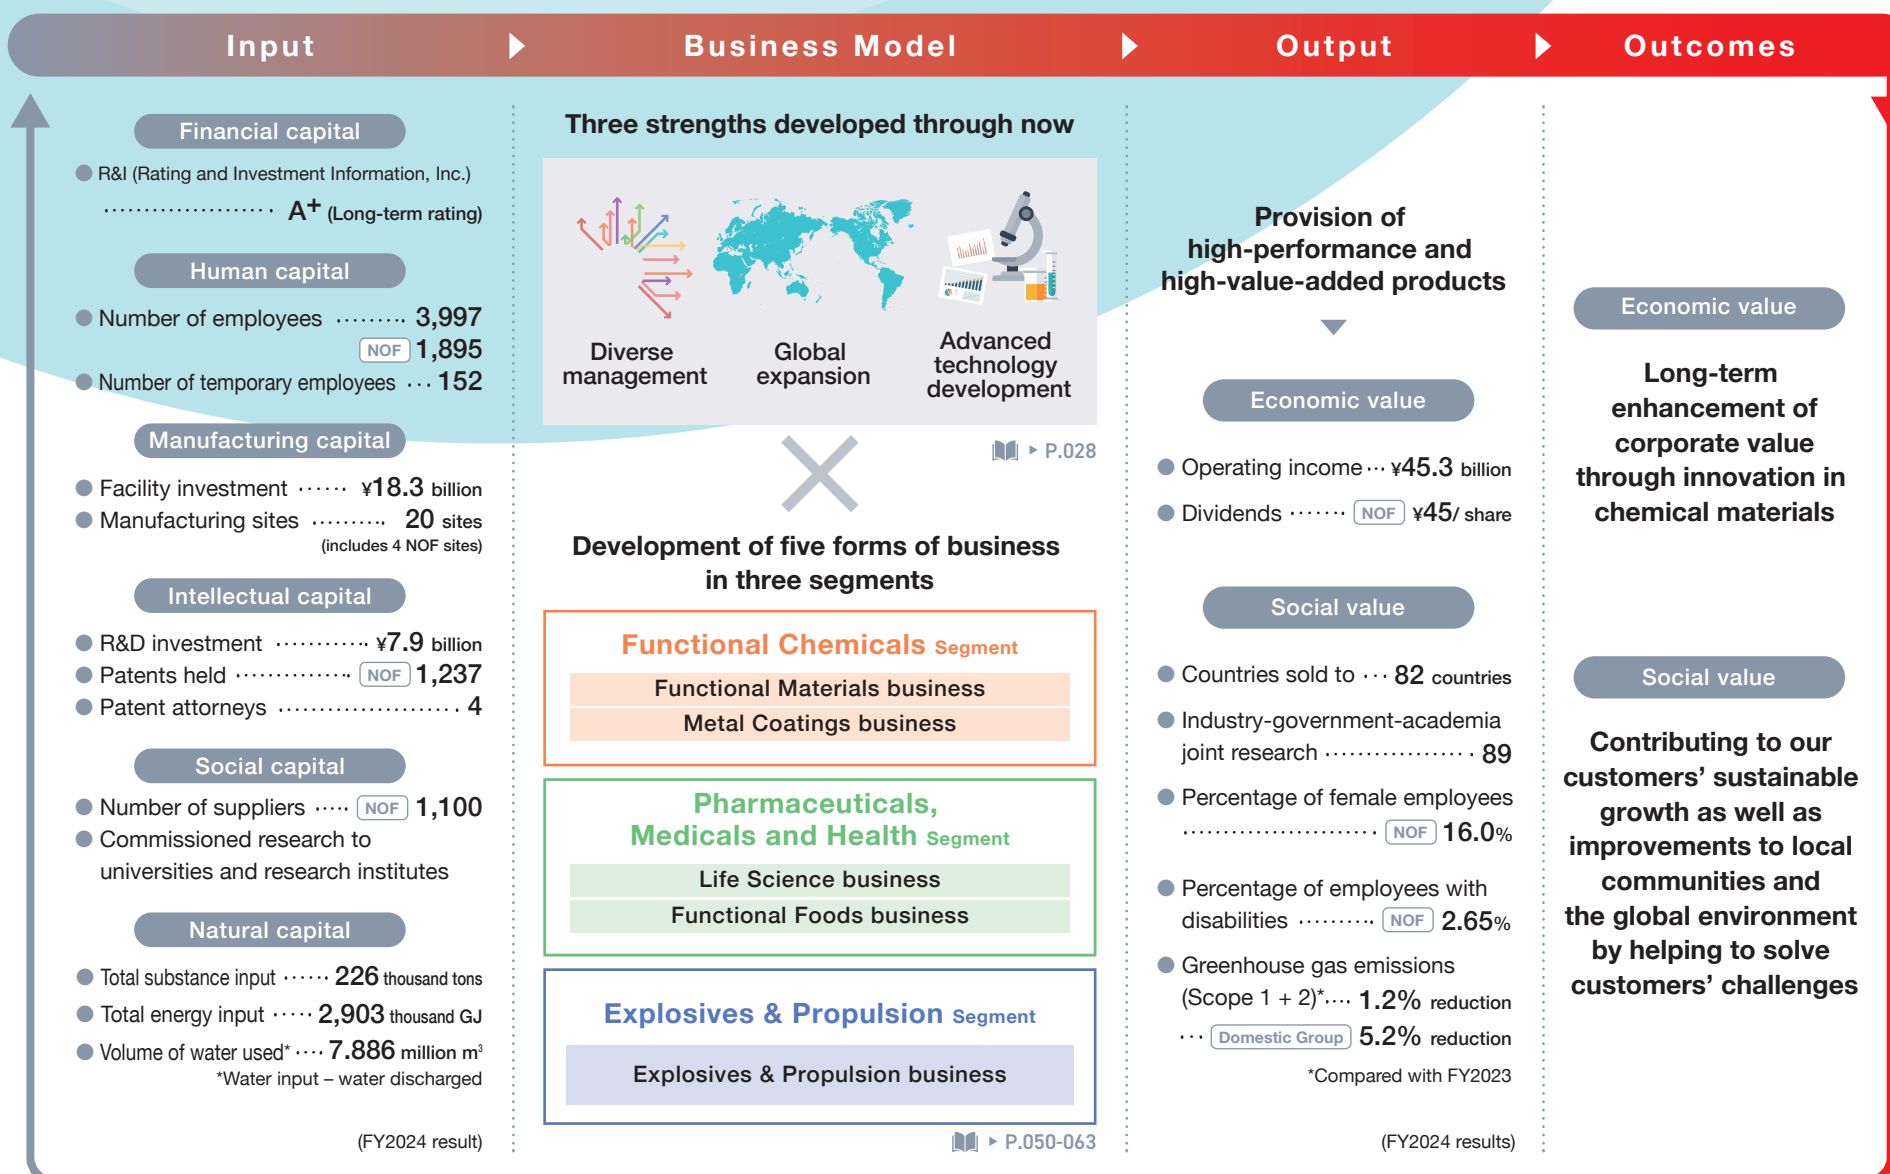 Input
Business Model
Output
Outcomes
Financial capital
R&I (Rating and Investment Information, Inc.)
A+ (Long-term rating)
Human capital
Number of employees ········· 3,997
NOF 1,895
Number of temporary employees ··· 152
Manufacturing capital
Facility investment ······ ¥18.3 billion
Manufacturing sites ·········· 20 sites
(includes 4 NOF sites)
Intellectual capital
R&D investment ············ ¥7.9 billion
Patents held ··············· NOF 1,237
Patent attorneys ···················· 4
Social capital
Number of suppliers ····· NOF 1,100
Commissioned research to
universities and research institutes
Natural capital
Total substance input ······ 226 thousand tons
Total energy input ····· 2,903 thousand GJ
Volume of water used* ···· 7.886 million m³
*Water input – water discharged
(FY2024 result)
Three strengths developed through now
Diverse
management
Global
expansion
Advanced
technology
development
▶ P.028
Development of five forms of business
in three segments
Functional Chemicals Segment
Functional Materials business
Metal Coatings business
Pharmaceuticals,
Medicals and Health Segment
Life Science business
Functional Foods business
Explosives & Propulsion Segment
Explosives & Propulsion business
▶ P.050-063
Provision of
high-performance and
high-value-added products
Economic value
Operating income ··· ¥45.3 billion
Dividends ······· NOF ¥45/ share
Social value
Countries sold to ··· 82 countries
Industry-government-academia
joint research ················· 89
Percentage of female employees
······················ NOF 16.0%
Percentage of employees with
disabilities ·········· NOF 2.65%
Greenhouse gas emissions
(Scope 1 + 2)*···· 1.2% reduction
··· Domestic Group 5.2% reduction
*Compared with FY2023
(FY2024 results)
Economic value
Long-term
enhancement of
corporate value
through innovation in
chemical materials
Social value
Contributing to our
customers’ sustainable
growth as well as
improvements to local
communities and
the global environment
by helping to solve
customers’ challenges